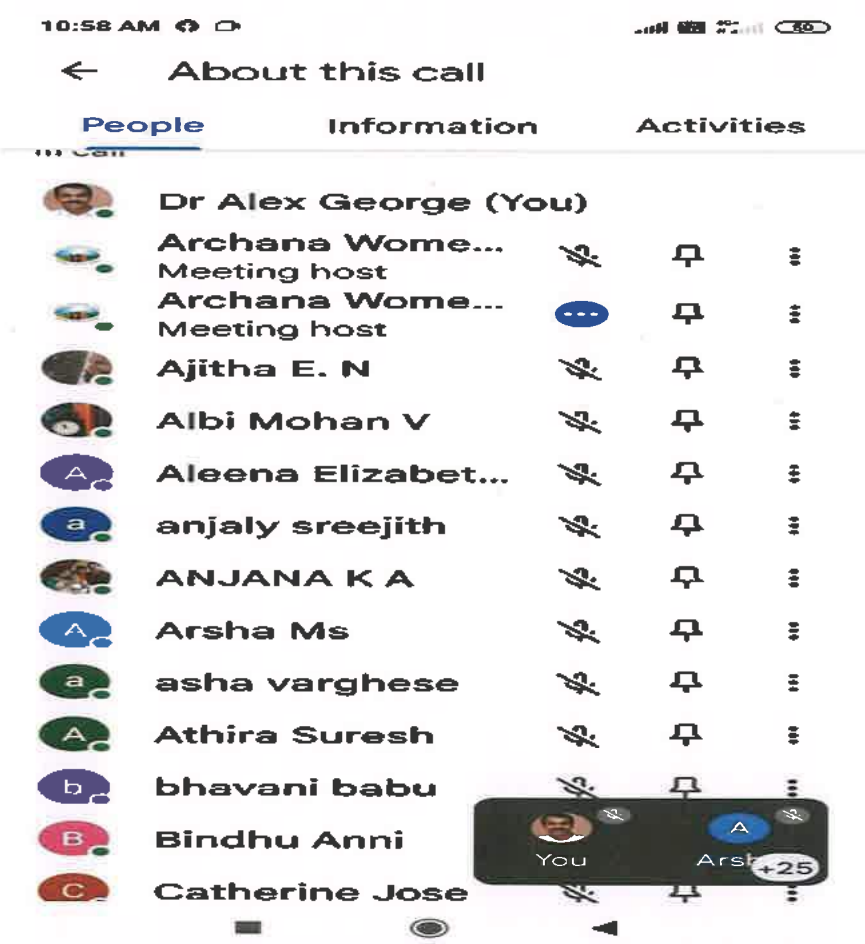 10:58 AM
About this call
People Information Activities
In call
Dr Alex George (You)
Archana Wome...
Meeting host
Archana Wome...
Meeting host
Ajitha E. N
Albi Mohan V
A Aleena Elizabet...
a anjaly sreejith
ANJANA K A
A Arsha Ms
a asha varghese
A Athira Suresh
b bhavani babu
B Bindhu Anni
A
You Arsh
+25
C Catherine Jose